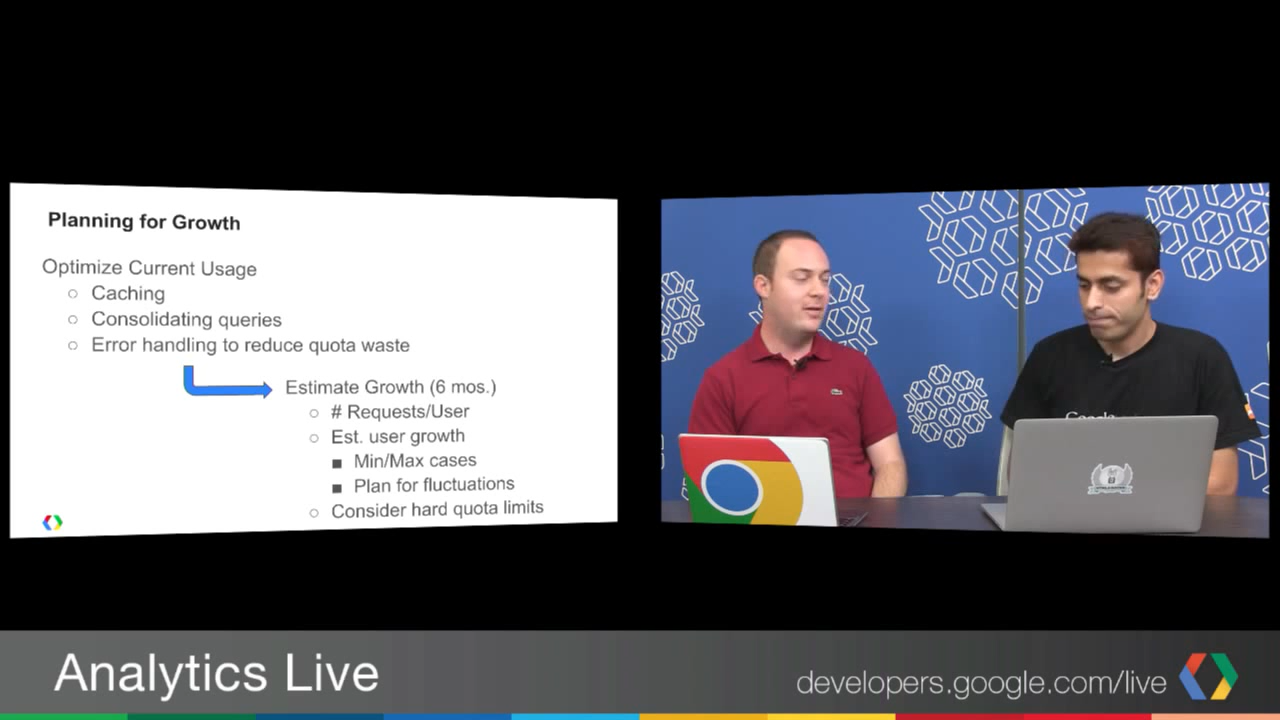 Planning for Growth
Optimize Current Usage
○ Caching
○ Consolidating queries
○ Error handling to reduce quota waste
Estimate Growth (6 mos.)
○ # Requests/User
○ Est. user growth
■ Min/Max cases
■ Plan for fluctuations
○ Consider hard quota limits
Google
Analytics Live
developers.google.com/live